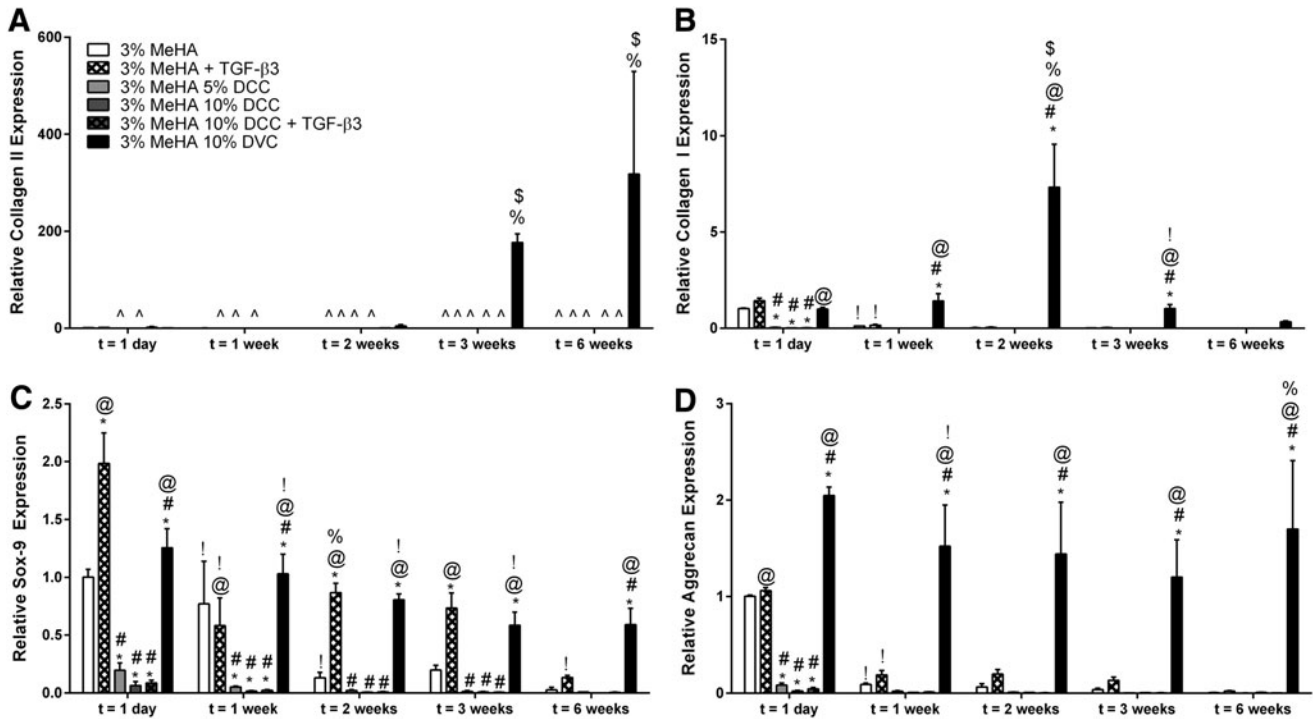 A
Relative Collagen II Expression
600
400
200
0
3% MeHA
3% MeHA + TGF-β3
3% MeHA 5% DCC
3% MeHA 10% DCC
3% MeHA 10% DCC + TGF-β3
3% MeHA 10% DVC
$
%
$
%
^ ^
^ ^ ^
^ ^ ^ ^
^ ^ ^ ^ ^
^ ^ ^ ^ ^
t = 1 day
t = 1 week
t = 2 weeks
t = 3 weeks
t = 6 weeks
B
Relative Collagen I Expression
15
10
5
0
# # # @
* * *
! !
@
#
*
$
%
@
#
*
!
@
#
*
t = 1 day
t = 1 week
t = 2 weeks
t = 3 weeks
t = 6 weeks
C
Relative Sox-9 Expression
2.5
2.0
1.5
1.0
0.5
0.0
@
*
# # #
* * *
@
#
*
!
!
@
# # #
* * *
!
@
#
*
!
%
@
*
# # #
!
@
*
@
*
# # #
!
@
*
!
@
#
*
t = 1 day
t = 1 week
t = 2 weeks
t = 3 weeks
t = 6 weeks
D
Relative Aggrecan Expression
3
2
1
0
@
# # #
* * *
@
#
*
! !
!
@
#
*
@
#
*
@
#
*
%
@
#
*
t = 1 day
t = 1 week
t = 2 weeks
t = 3 weeks
t = 6 weeks